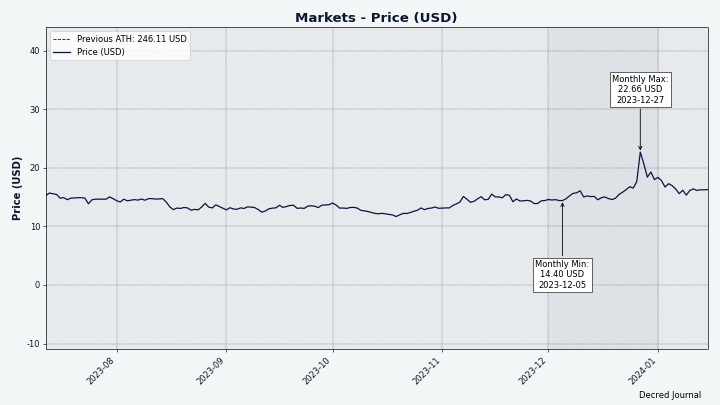 Markets - Price (USD)
Previous ATH: 246.11 USD
Price (USD)
Monthly Max:
22.66 USD
2023-12-27
Monthly Min:
14.40 USD
2023-12-05
Price (USD)
40
30
20
10
0
-10
2023-08
2023-09
2023-10
2023-11
2023-12
2024-01
Decred Journal